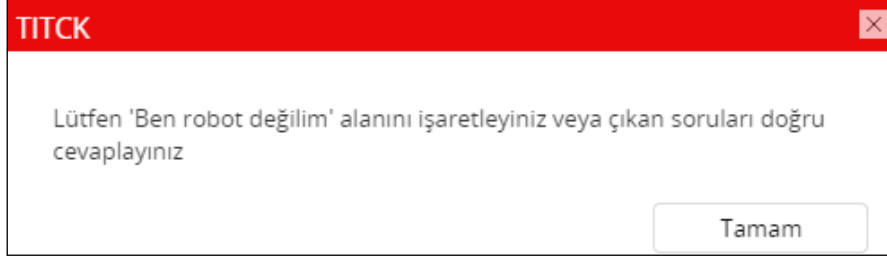 TITCK
Lütfen 'Ben robot değilim' alanını işaretleyiniz veya çıkan soruları doğru
cevaplayınız
Tamam